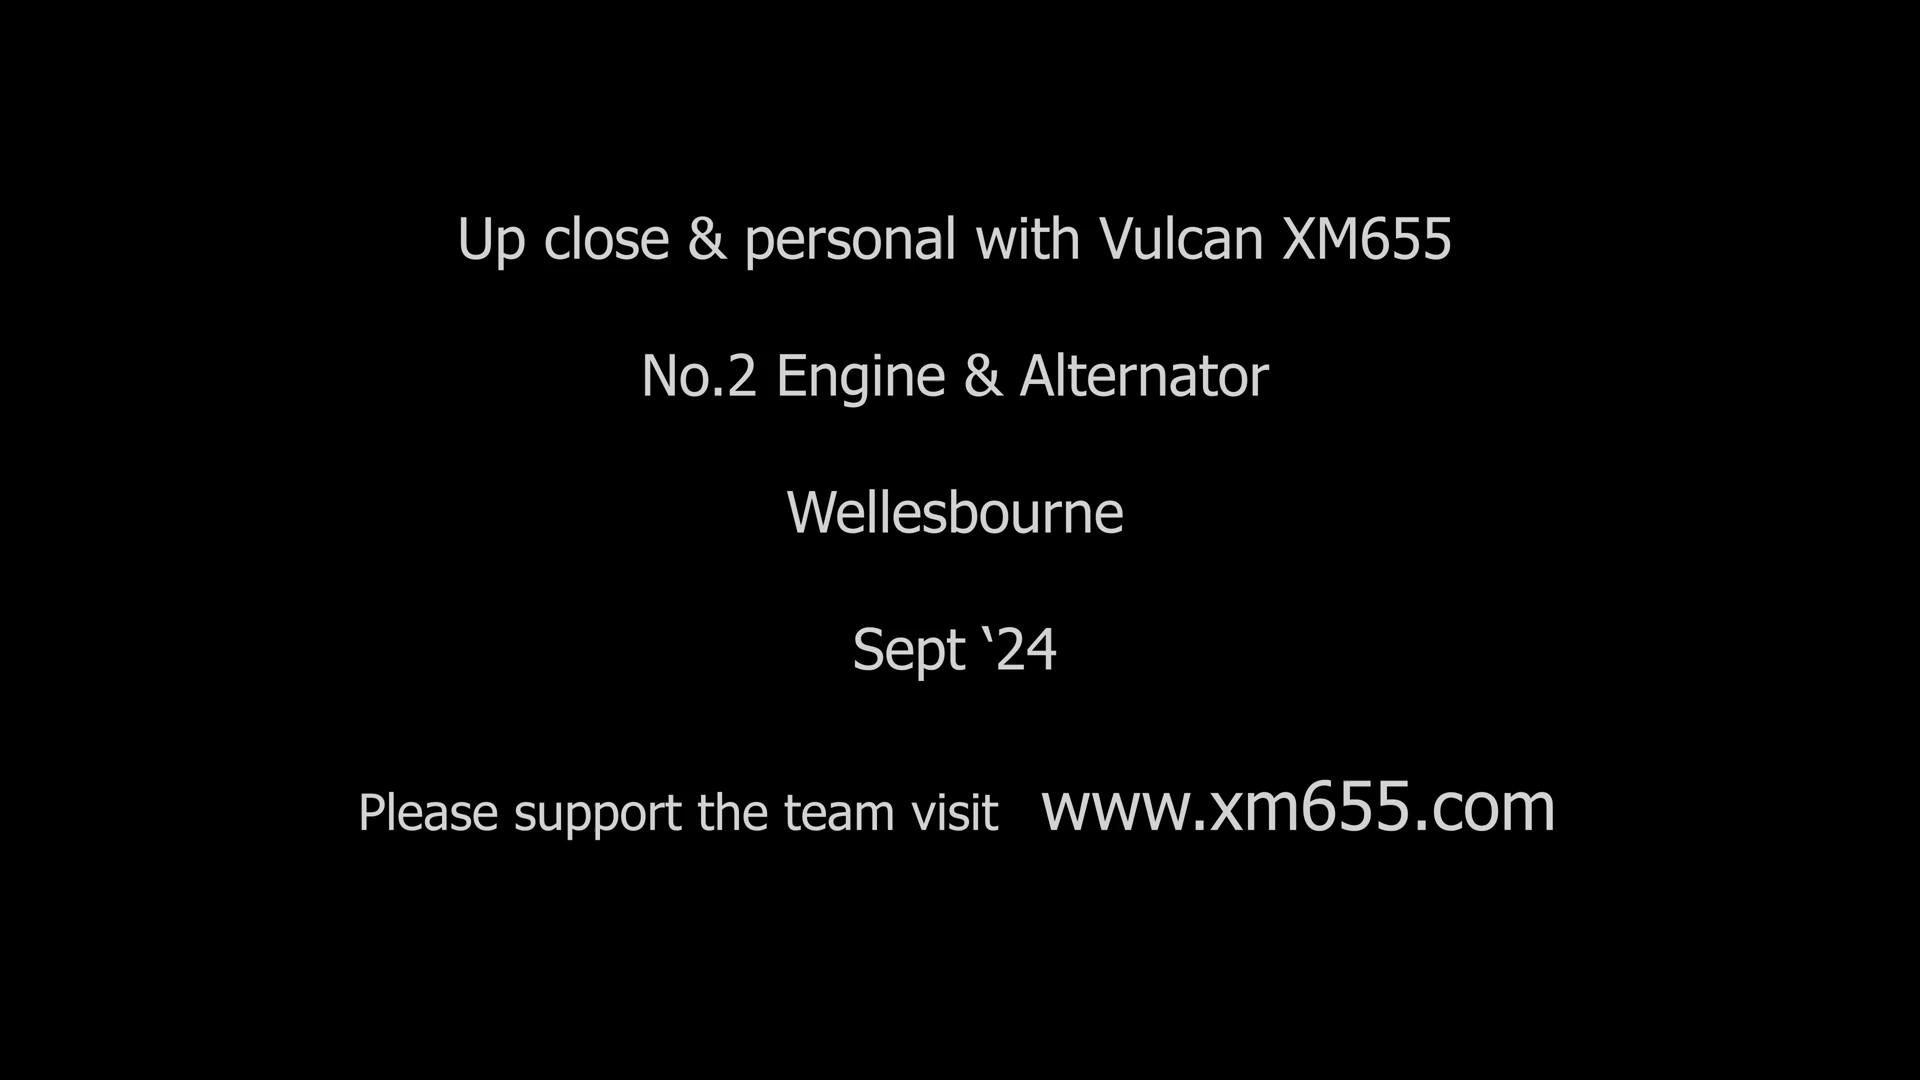 Up close & personal with Vulcan XM655
No.2 Engine & Alternator
Wellesbourne
Sept ‘24
Please support the team visit www.xm655.com